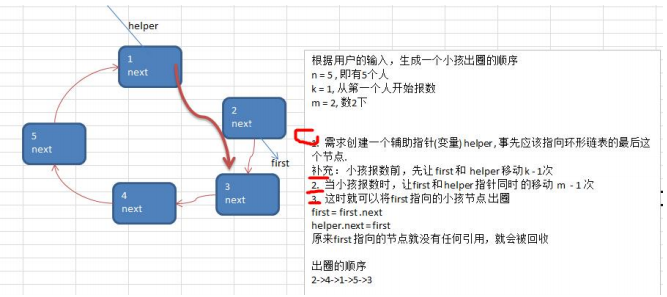 helper
1
next
2
next
first
3
next
4
next
5
next
根据用户的输入，生成一个小孩出圈的顺序
n = 5 , 即有5个人
k = 1, 从第一个人开始报数
m = 2, 数2下
1. 需求创建一个辅助指针(变量) helper , 事先应该指向环形链表的最后这
个节点.
补充：小孩报数前，先让 first 和 helper 移动 k - 1次
2. 当小孩报数时，让first 和 helper 指针同时 的移动 m - 1 次
3. 这时就可以将first 指向的小孩节点 出圈
first = first .next
helper.next = first
原来first 指向的节点就没有任何引用，就会被回收
出圈的顺序
2->4->1->5->3